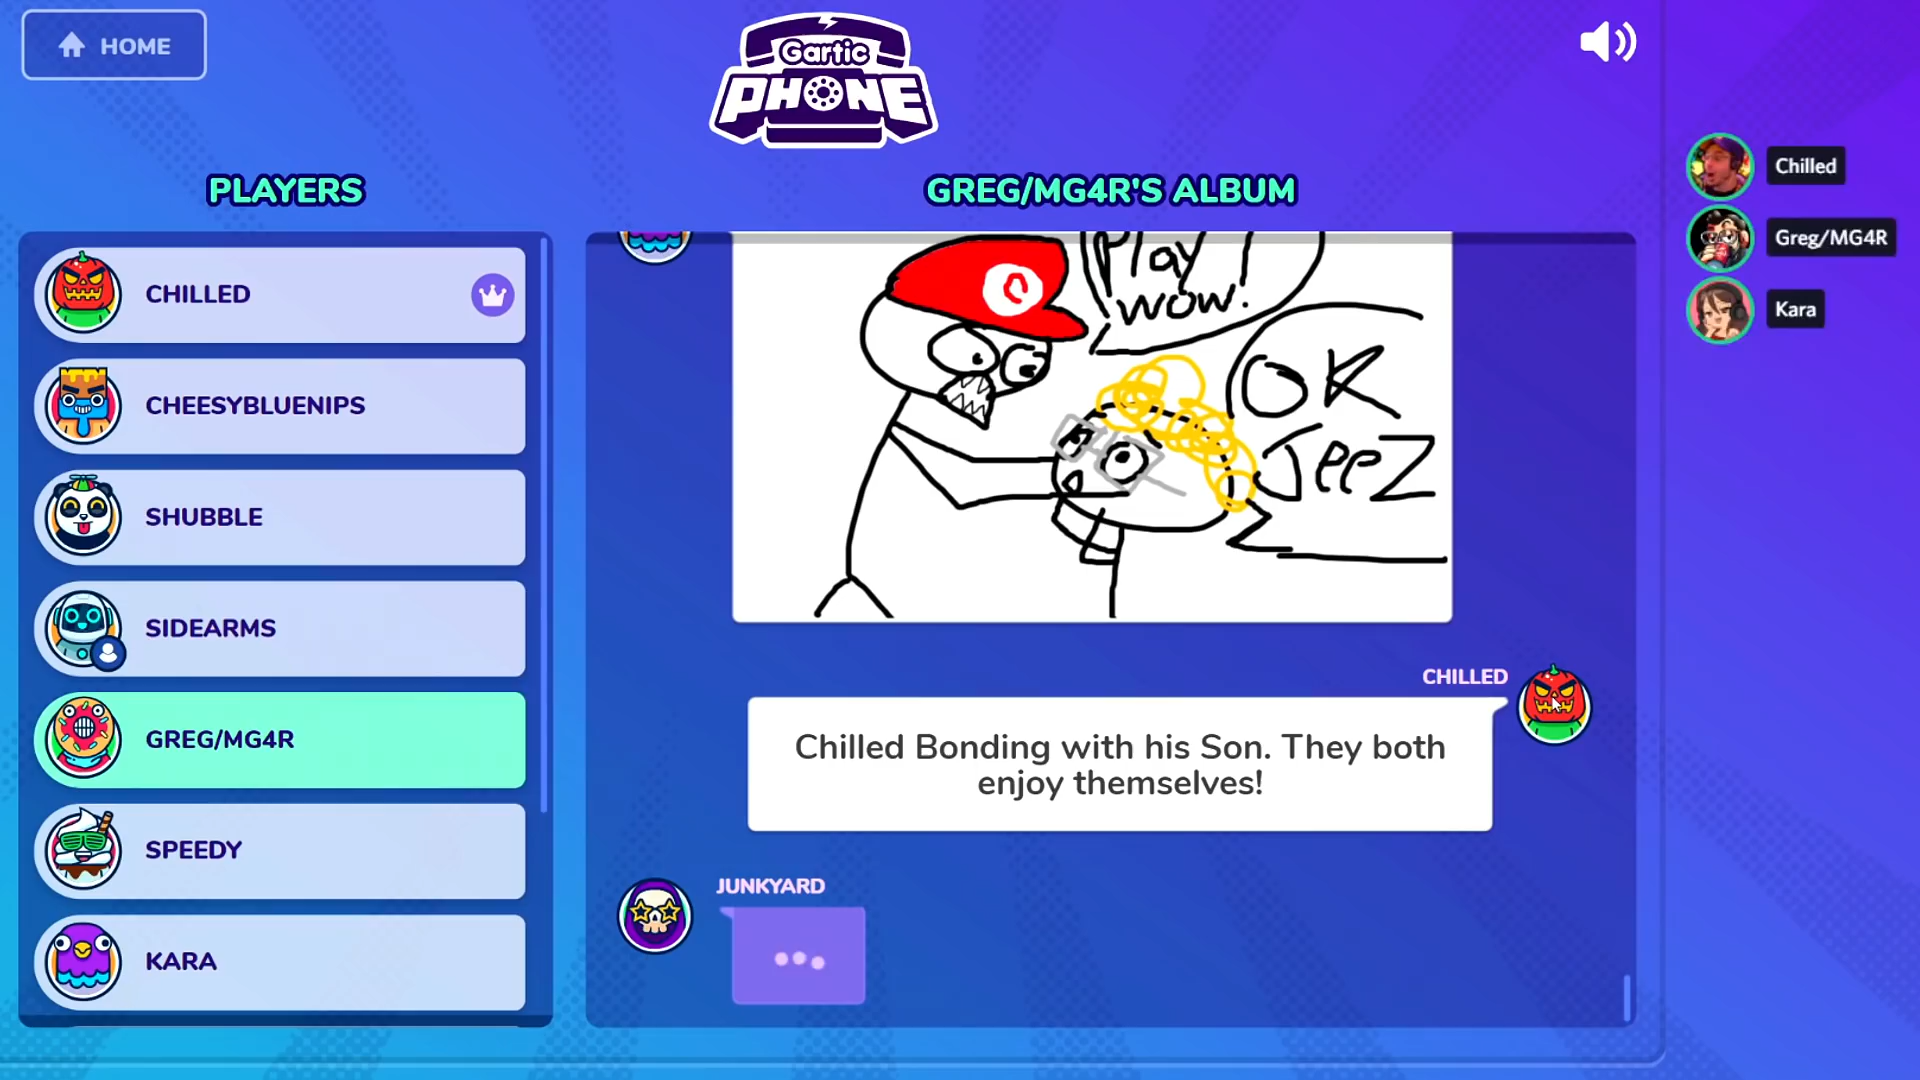 HOME
Gartic
PHONE
PLAYERS
GREG/MG4R'S ALBUM
Chilled
Greg/MG4R
Kara
CHILLED
CHEESYBLUENIPS
SHUBBLE
SIDEARMS
GREG/MG4R
SPEEDY
KARA
Play
WOW!
OK
JeeZ
CHILLED
Chilled Bonding with his Son. They both
enjoy themselves!
JUNKYARD